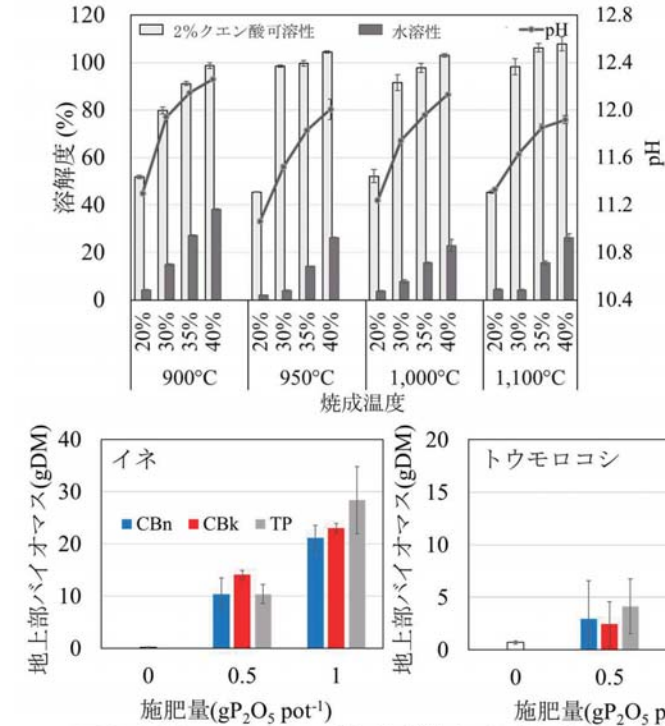 120
100
80
60
40
20
0
溶解度 (%)
2%クエン酸可溶性
水溶性
pH
12.8
12.4
12.0
11.6
11.2
10.8
10.4
pH
20% 30% 35% 40% 20% 30% 35% 40% 20% 30% 35% 40% 20% 30% 35% 40%
900°C 950°C 1,000°C 1,100°C
焼成温度
地上部バイオマス(gDM)
40
30
20
10
0
イネ
CBn CBk TP
0 0.5 1
施肥量(gP₂O₅ pot⁻¹)
地上部バイオマス(gDM)
20
15
10
5
0
トウモロコシ
0 0.5
施肥量(gP₂O₅ p